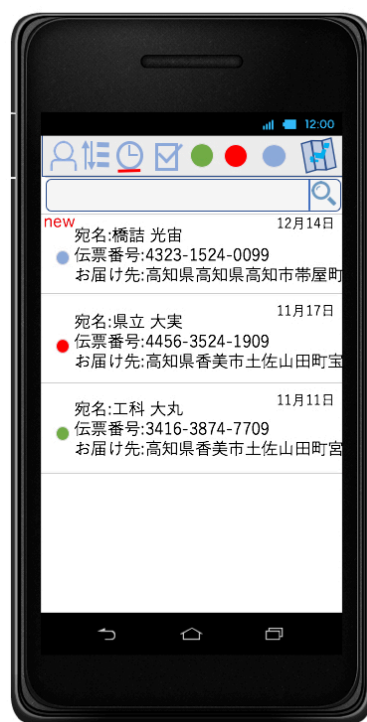 12:00
new
12月14日
宛名:橋詰 光宙
伝票番号:4323-1524-0099
お届け先:高知県高知県高知市帯屋町
11月17日
宛名:県立 大実
伝票番号:4456-3524-1909
お届け先:高知県香美市土佐山田町宝
11月11日
宛名:工科 大丸
伝票番号:3416-3874-7709
お届け先:高知県香美市土佐山田町宮